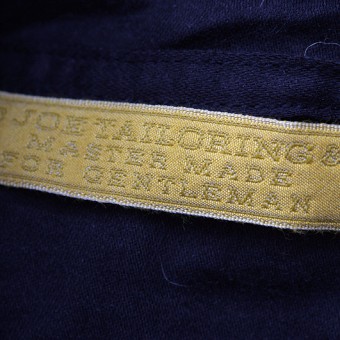 JOE TAILORING &
MASTER MADE
FOR GENTLEMAN